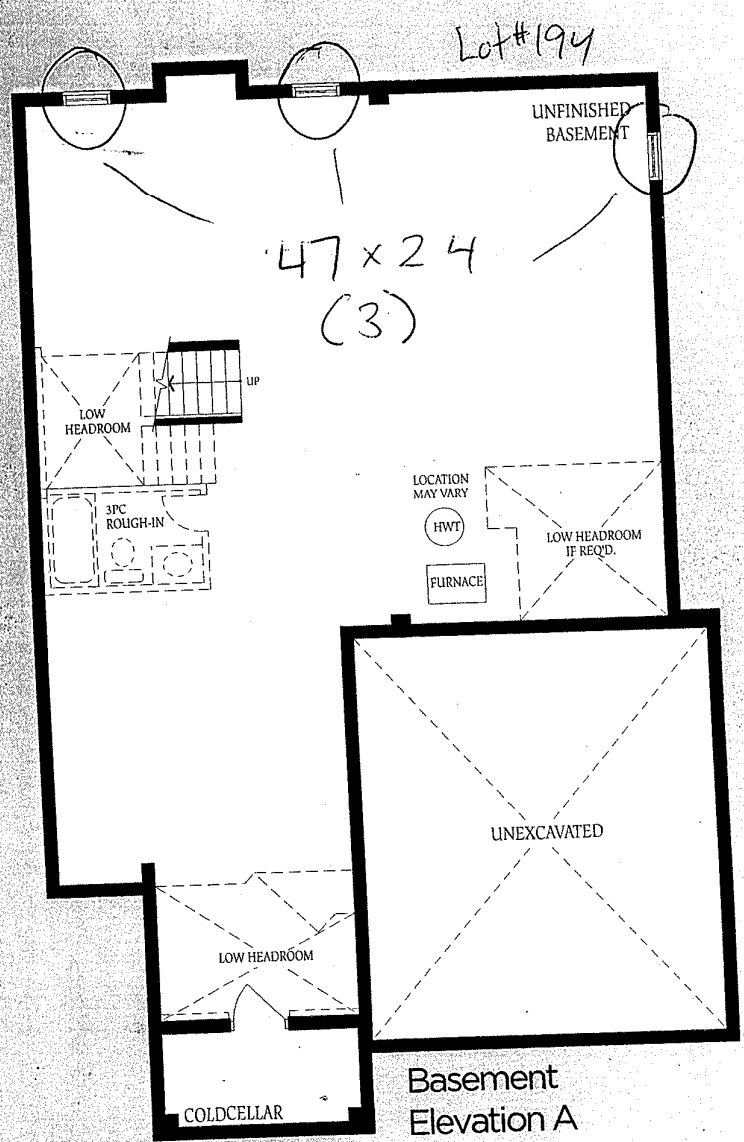 Lot#194
UNFINISHED
BASEMENT
47 x 24
(3)
UP
LOW
HEADROOM
3PC
ROUGH-IN
LOCATION
MAY VARY
HWT
LOW HEADROOM
IF REQ'D.
FURNACE
UNEXCAVATED
LOW HEADROOM
COLDCELLAR
Basement
Elevation A